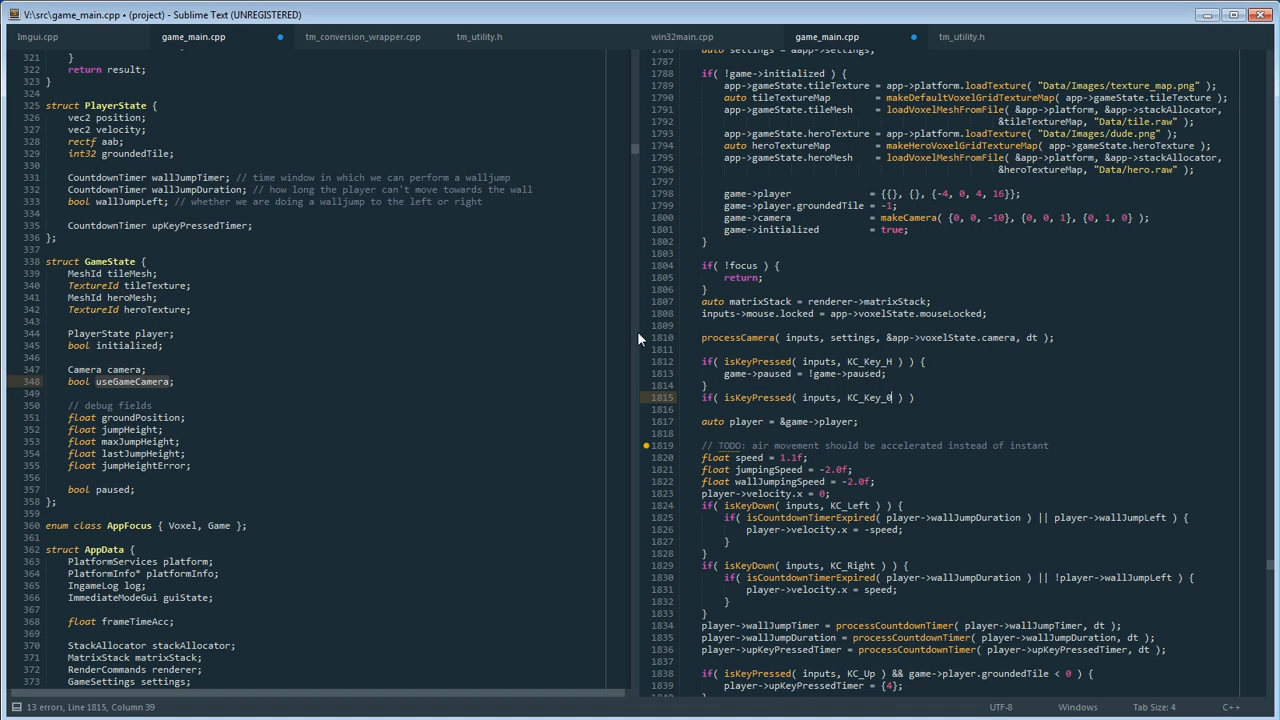 V:\src\game_main.cpp • (project) - Sublime Text (UNREGISTERED)
Imgui.cpp
game_main.cpp
tm_conversion_wrapper.cpp
tm_utility.h
321 }
322 return result;
323 }
324
325 struct PlayerState {
326 vec2 position;
327 vec2 velocity;
328 rectf aab;
329 int32 groundedTile;
330
331 CountdownTimer wallJumpTimer; // time window in which we can perform a walljump
332 CountdownTimer wallJumpDuration; // how long the player can't move towards the wall
333 bool wallJumpLeft; // whether we are doing a walljump to the left or right
334
335 CountdownTimer upKeyPressedTimer;
336 };
337
338 struct GameState {
339 MeshId tileMesh;
340 TextureId tileTexture;
341 MeshId heroMesh;
342 TextureId heroTexture;
343
344 PlayerState player;
345 bool initialized;
346
347 Camera camera;
348 bool useGameCamera;
349
350 // debug fields
351 float groundPosition;
352 float jumpHeight;
353 float maxJumpHeight;
354 float lastJumpHeight;
355 float jumpHeightError;
356
357 bool paused;
358 };
359
360 enum class AppFocus { Voxel, Game };
361
362 struct AppData {
363 PlatformServices platform;
364 PlatformInfo* platformInfo;
365 IngameLog log;
366 ImmediateModeGui guiState;
367
368 float frameTimeAcc;
369
370 StackAllocator stackAllocator;
371 MatrixStack matrixStack;
372 RenderCommands renderer;
373 GameSettings settings;
win32main.cpp
game_main.cpp
tm_utility.h
1786 auto settings = &app->settings;
1787
1788 if( !game->initialized ) {
1789 app->gameState.tileTexture = app->platform.loadTexture( "Data/Images/texture_map.png" );
1790 auto tileTextureMap = makeDefaultVoxelGridTextureMap( app->gameState.tileTexture );
1791 app->gameState.tileMesh = loadVoxelMeshFromFile( &app->platform, &app->stackAllocator,
1792 &tileTextureMap, "Data/tile.raw" );
1793 app->gameState.heroTexture = app->platform.loadTexture( "Data/Images/dude.png" );
1794 auto heroTextureMap = makeHeroVoxelGridTextureMap( app->gameState.heroTexture );
1795 app->gameState.heroMesh = loadVoxelMeshFromFile( &app->platform, &app->stackAllocator,
1796 &heroTextureMap, "Data/hero.raw" );
1797
1798 game->player = {{}, {}, {-4, 0, 4, 16}};
1799 game->player.groundedTile = -1;
1800 game->camera = makeCamera( {0, 0, -10}, {0, 0, 1}, {0, 1, 0} );
1801 game->initialized = true;
1802 }
1803
1804 if( !focus ) {
1805 return;
1806 }
1807 auto matrixStack = renderer->matrixStack;
1808 inputs->mouse.locked = app->voxelState.mouseLocked;
1809
1810 processCamera( inputs, settings, &app->voxelState.camera, dt );
1811
1812 if( isKeyPressed( inputs, KC_Key_H ) ) {
1813 game->paused = !game->paused;
1814 }
1815 if( isKeyPressed( inputs, KC_Key_0 ) )
1816
1817 auto player = &game->player;
1818
1819 // TODO: air movement should be accelerated instead of instant
1820 float speed = 1.1f;
1821 float jumpingSpeed = -2.0f;
1822 float wallJumpingSpeed = -2.0f;
1823 player->velocity.x = 0;
1824 if( isKeyDown( inputs, KC_Left ) ) {
1825 if( isCountdownTimerExpired( player->wallJumpDuration ) || player->wallJumpLeft ) {
1826 player->velocity.x = -speed;
1827 }
1828 }
1829 if( isKeyDown( inputs, KC_Right ) ) {
1830 if( isCountdownTimerExpired( player->wallJumpDuration ) || !player->wallJumpLeft ) {
1831 player->velocity.x = speed;
1832 }
1833 }
1834 player->wallJumpTimer = processCountdownTimer( player->wallJumpTimer, dt );
1835 player->wallJumpDuration = processCountdownTimer( player->wallJumpDuration, dt );
1836 player->upKeyPressedTimer = processCountdownTimer( player->upKeyPressedTimer, dt );
1837
1838 if( isKeyPressed( inputs, KC_Up ) && game->player.groundedTile < 0 ) {
1839 player->upKeyPressedTimer = {4};
13 errors, Line 1815, Column 39
UTF-8
Windows
Tab Size: 4
C++